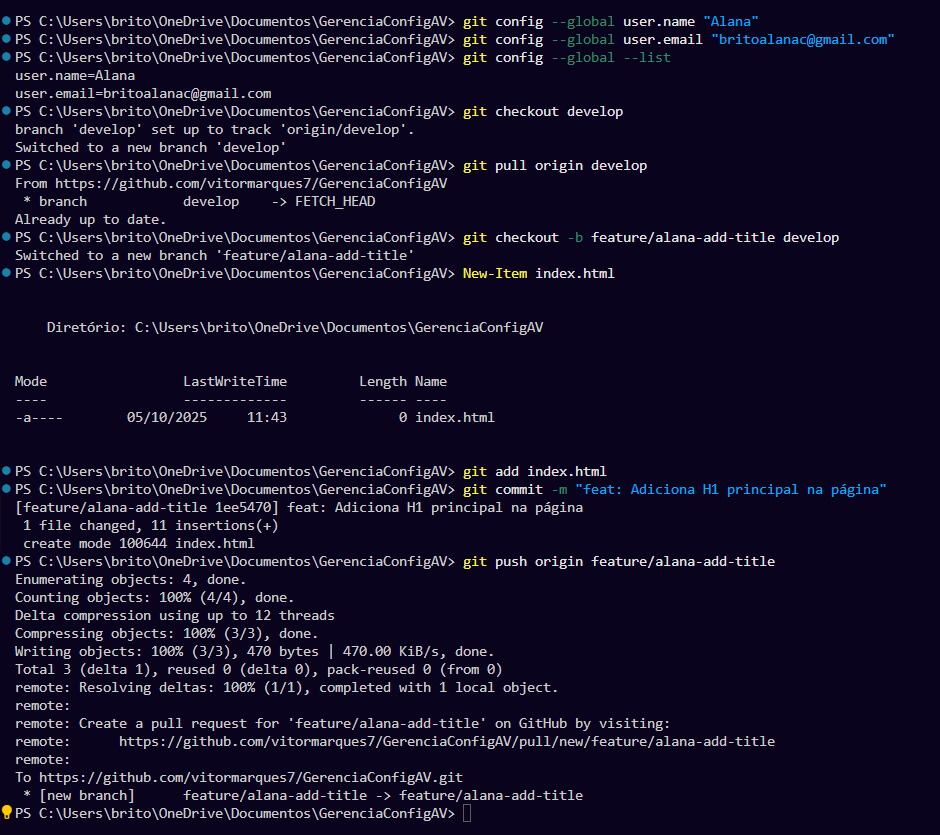 PS C:\Users\brito\OneDrive\Documentos\GerenciaConfigAV> git config --global user.name "Alana"
PS C:\Users\brito\OneDrive\Documentos\GerenciaConfigAV> git config --global user.email "britoalanac@gmail.com"
PS C:\Users\brito\OneDrive\Documentos\GerenciaConfigAV> git config --global --list
user.name=Alana
user.email=britoalanac@gmail.com
PS C:\Users\brito\OneDrive\Documentos\GerenciaConfigAV> git checkout develop
branch 'develop' set up to track 'origin/develop'.
Switched to a new branch 'develop'
PS C:\Users\brito\OneDrive\Documentos\GerenciaConfigAV> git pull origin develop
From https://github.com/vitormarques7/GerenciaConfigAV
 * branch            develop    -> FETCH_HEAD
Already up to date.
PS C:\Users\brito\OneDrive\Documentos\GerenciaConfigAV> git checkout -b feature/alana-add-title develop
Switched to a new branch 'feature/alana-add-title'
PS C:\Users\brito\OneDrive\Documentos\GerenciaConfigAV> New-Item index.html
    Diretório: C:\Users\brito\OneDrive\Documentos\GerenciaConfigAV
Mode                 LastWriteTime         Length Name
----                 -------------         ------ ----
-a----        05/10/2025     11:43              0 index.html
PS C:\Users\brito\OneDrive\Documentos\GerenciaConfigAV> git add index.html
PS C:\Users\brito\OneDrive\Documentos\GerenciaConfigAV> git commit -m "feat: Adiciona H1 principal na página"
[feature/alana-add-title 1ee5470] feat: Adiciona H1 principal na página
 1 file changed, 11 insertions(+)
 create mode 100644 index.html
PS C:\Users\brito\OneDrive\Documentos\GerenciaConfigAV> git push origin feature/alana-add-title
Enumerating objects: 4, done.
Counting objects: 100% (4/4), done.
Delta compression using up to 12 threads
Compressing objects: 100% (3/3), done.
Writing objects: 100% (3/3), 470 bytes | 470.00 KiB/s, done.
Total 3 (delta 1), reused 0 (delta 0), pack-reused 0 (from 0)
remote: Resolving deltas: 100% (1/1), completed with 1 local object.
remote:
remote: Create a pull request for 'feature/alana-add-title' on GitHub by visiting:
remote:      https://github.com/vitormarques7/GerenciaConfigAV/pull/new/feature/alana-add-title
remote:
To https://github.com/vitormarques7/GerenciaConfigAV.git
 * [new branch]      feature/alana-add-title -> feature/alana-add-title
PS C:\Users\brito\OneDrive\Documentos\GerenciaConfigAV>